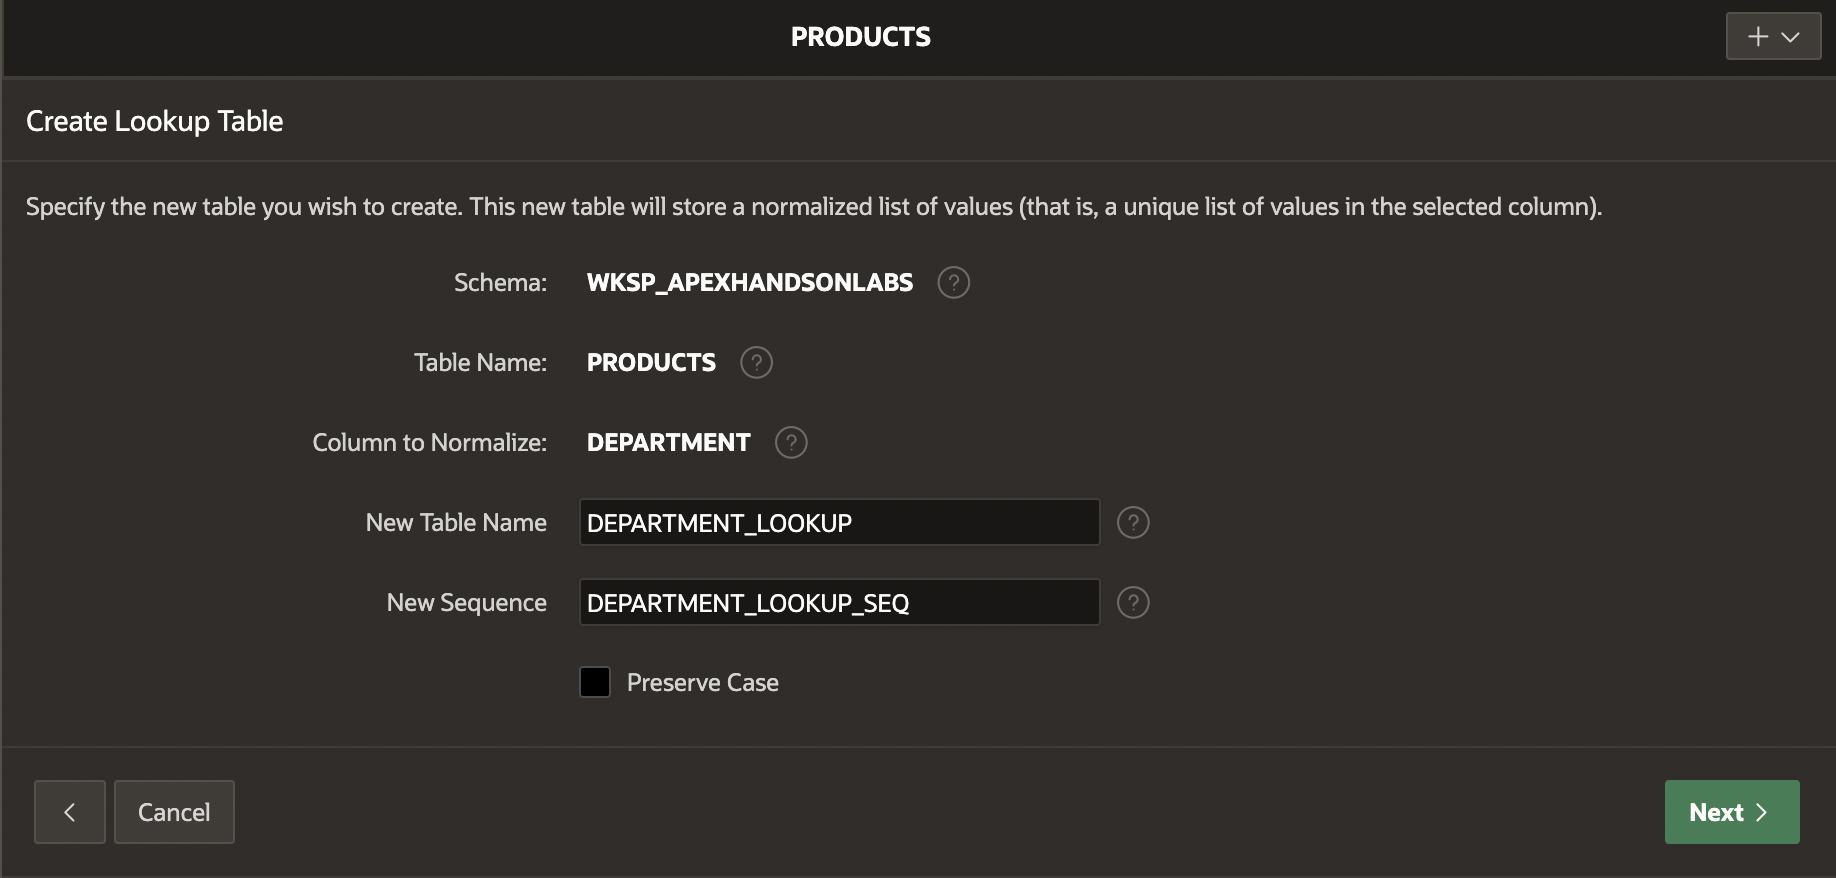 PRODUCTS
Create Lookup Table
Specify the new table you wish to create. This new table will store a normalized list of values (that is, a unique list of values in the selected column).
Schema: WKSP_APEXHANDSONLABS ?
Table Name: PRODUCTS ?
Column to Normalize: DEPARTMENT ?
New Table Name DEPARTMENT_LOOKUP ?
New Sequence DEPARTMENT_LOOKUP_SEQ ?
Preserve Case
Cancel Next